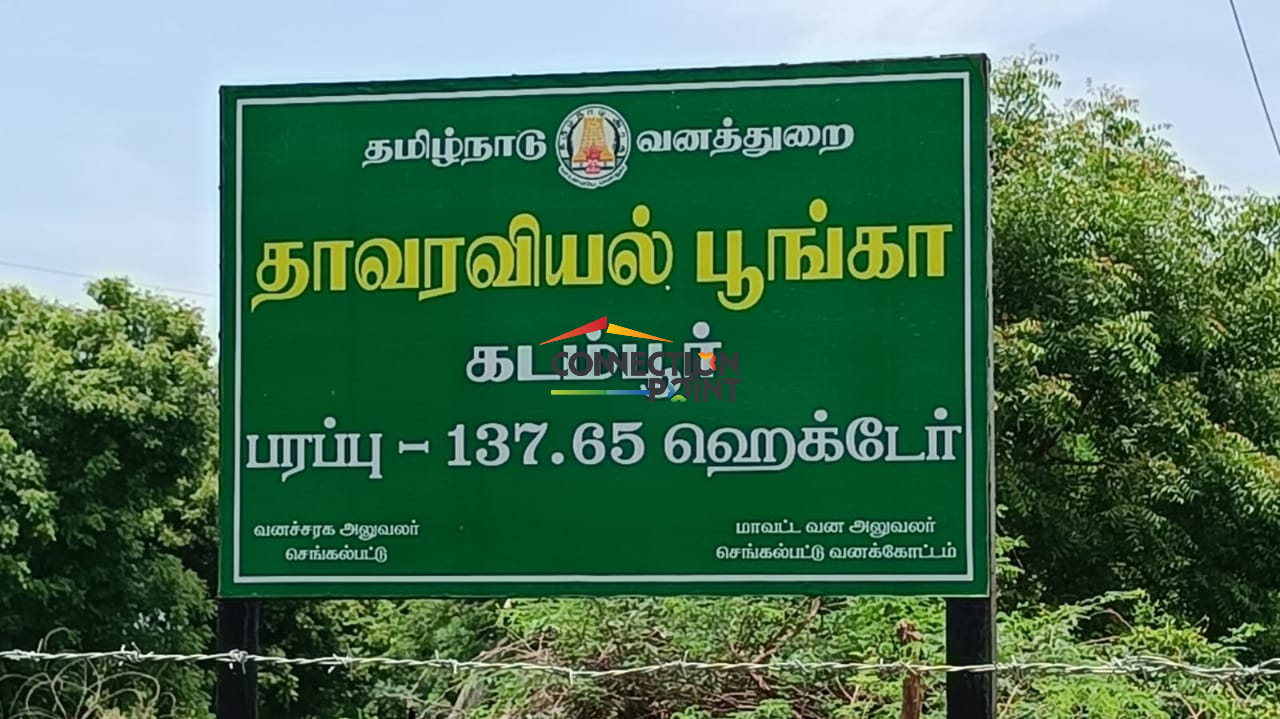 தமிழ்நாடு வனத்துறை
தாவரவியல் பூங்கா
கடம்பூர்
CONNECTION
POINT
பரப்பு – 137.65 ஹெக்டேர்
வனச்சரக அலுவலர்
செங்கல்பட்டு
மாவட்ட வன அலுவலர்
செங்கல்பட்டு வனக்கோட்டம்